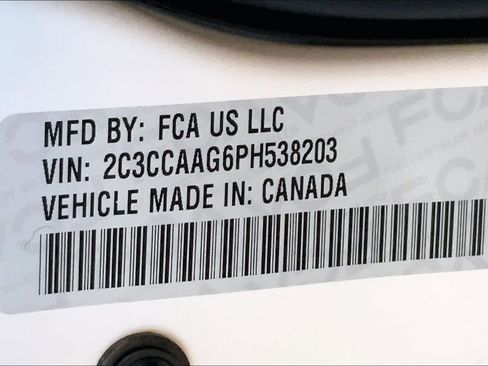 MFD BY: FCA US LLC
VIN: 2C3CCAAG6PH538203
VEHICLE MADE IN: CANADA